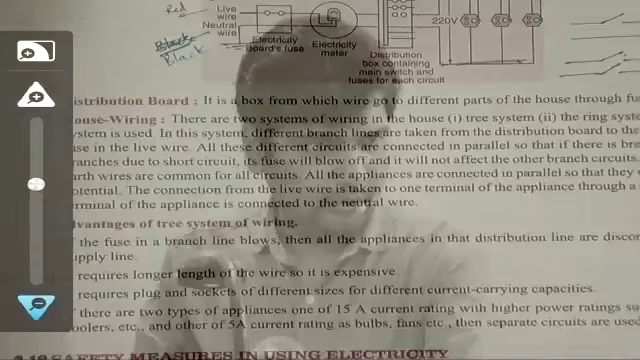 Red
Live
wire
Neutral
wire
Black
Black
Electricity
Board's fuse
Electricity
meter
Distribution
box containing
main switch and
fuses for each circuit
220V
istribution Board : It is a box from which wire go to different parts of the house through fu
ouse-Wiring : There are two systems of wiring in the house (i) tree system (ii) the ring syste
ystem is used. In this system, different branch lines are taken from the distribution board to the
use in the live wire. All these different circuits are connected in parallel so that if there is bre
ranches due to short circuit, its fuse will blow off and it will not affect the other branch circuits.
arth wires are common for all circuits. All the appliances are connected in parallel so that they
otential. The connection from the live wire is taken to one terminal of the appliance through a
erminal of the appliance is connected to the neutral wire.
dvantages of tree system of wiring.
f the fuse in a branch line blows, then all the appliances in that distribution line are discon
upply line.
requires longer length of the wire so it is expensive.
requires plug and sockets of different sizes for different current-carrying capacities.
f there are two types of appliances one of 15 A current rating with higher power ratings su
oolers, etc., and other of 5A current rating as bulbs, fans etc., then separate circuits are used
SAFETY MEASURES IN USING ELECTRICITY